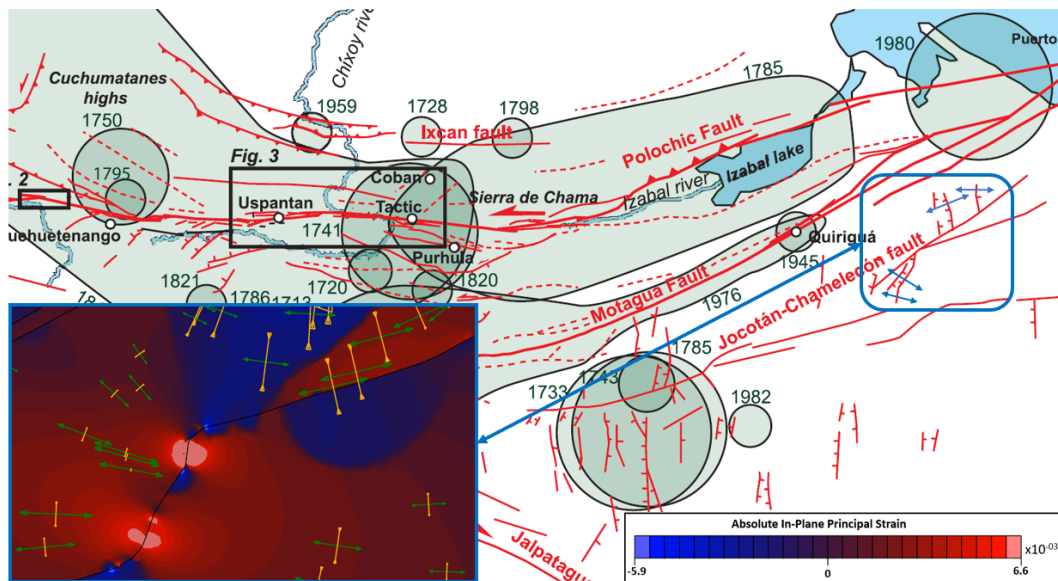 Cuchumatanes
highs
1750
1795
. 2
uehuetenango
Chixoy river
1959
1728
1798
Ixcan fault
1785
1980
Puerto
Fig. 3
Coban
Uspantan
Tactic
1741
Purhula
Sierra de Chama
Polochic Fault
Izabal river
Izabal lake
1821
1786
1720
1820
Motagua Fault
1976
Quiriguá
1945
Jocotán-Chamelecón fault
1785
1743
1733
1982
Jalpatagu
Absolute In-Plane Principal Strain
x10⁻⁰³
-5.9
0
6.6